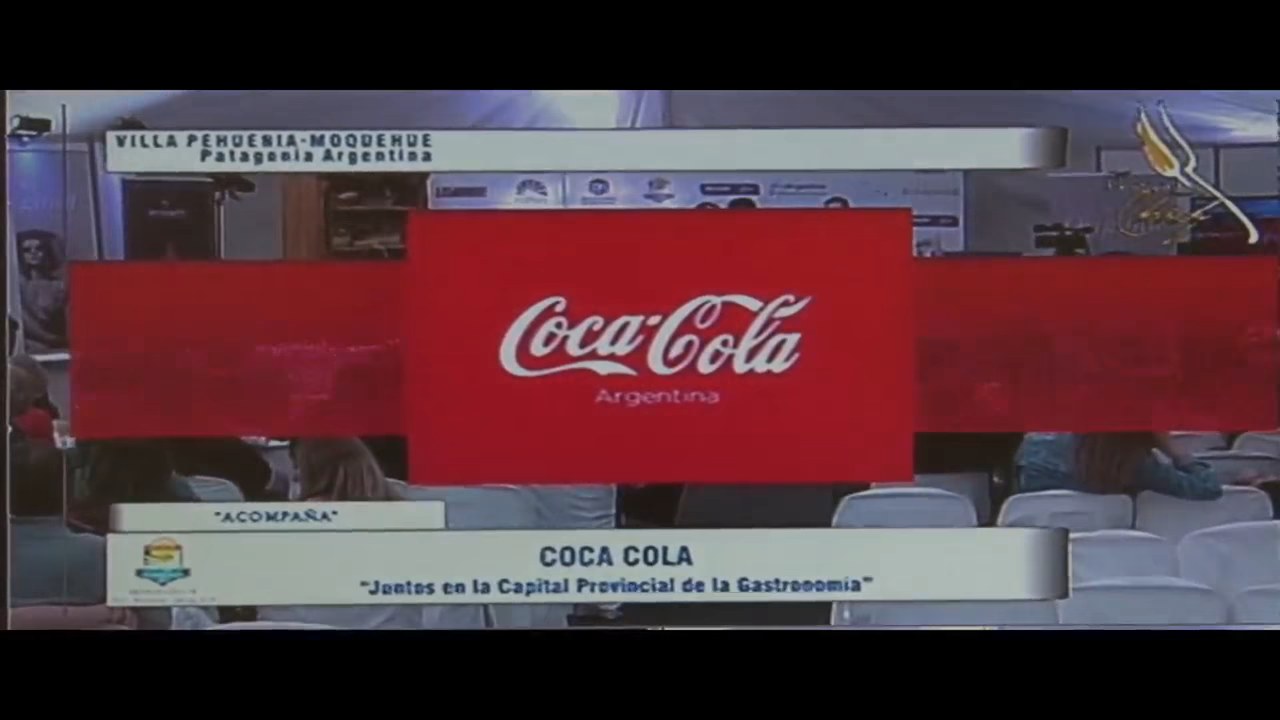 VILLA PEHUENIA-MOQUEHUE
Patagonia Argentina
Coca-Cola
Argentina
"ACOMPAÑA"
COCA COLA
"Juntos en la Capital Provincial de la Gastronomía"